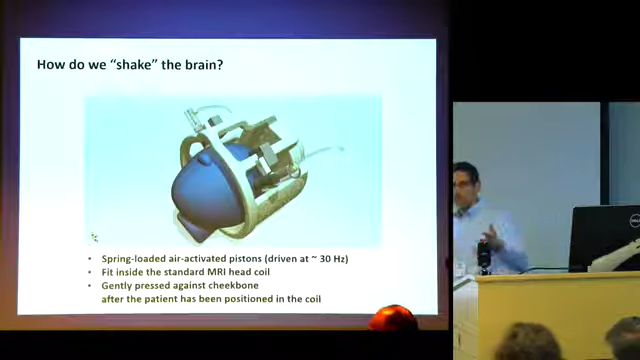 How do we “shake” the brain?
• Spring-loaded air-activated pistons (driven at ~ 30 Hz)
• Fit inside the standard MRI head coil
• Gently pressed against cheekbone
after the patient has been positioned in the coil
DELL